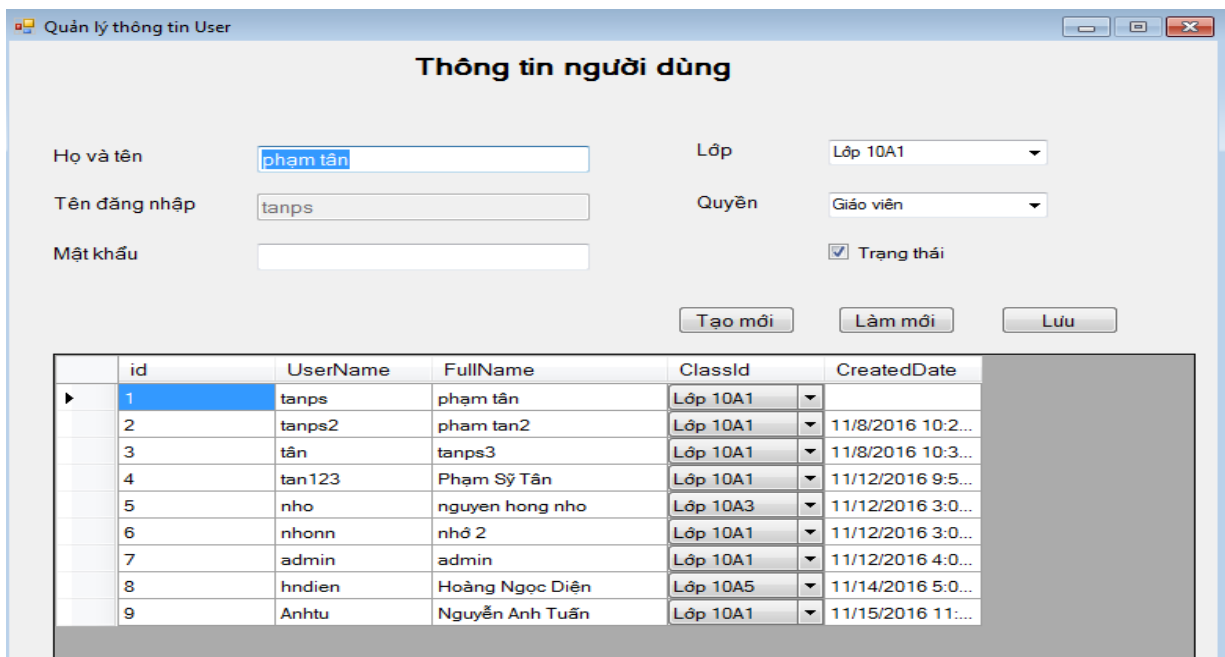 Quản lý thông tin User
Thông tin người dùng
Họ và tên phạm tân Lớp Lớp 10A1
Tên đăng nhập tanps Quyền Giáo viên
Mật khẩu Trạng thái
Tạo mới Làm mới Lưu
id UserName FullName ClassId CreatedDate
1 tanps phạm tân Lớp 10A1
2 tanps2 pham tan2 Lớp 10A1 11/8/2016 10:2...
3 tân tanps3 Lớp 10A1 11/8/2016 10:3...
4 tan123 Phạm Sỹ Tân Lớp 10A1 11/12/2016 9:5...
5 nho nguyen hong nho Lớp 10A3 11/12/2016 3:0...
6 nhonn nhớ 2 Lớp 10A1 11/12/2016 3:0...
7 admin admin Lớp 10A1 11/12/2016 4:0...
8 hndien Hoàng Ngọc Diện Lớp 10A5 11/14/2016 5:0...
9 Anhtu Nguyễn Anh Tuấn Lớp 10A1 11/15/2016 11:...